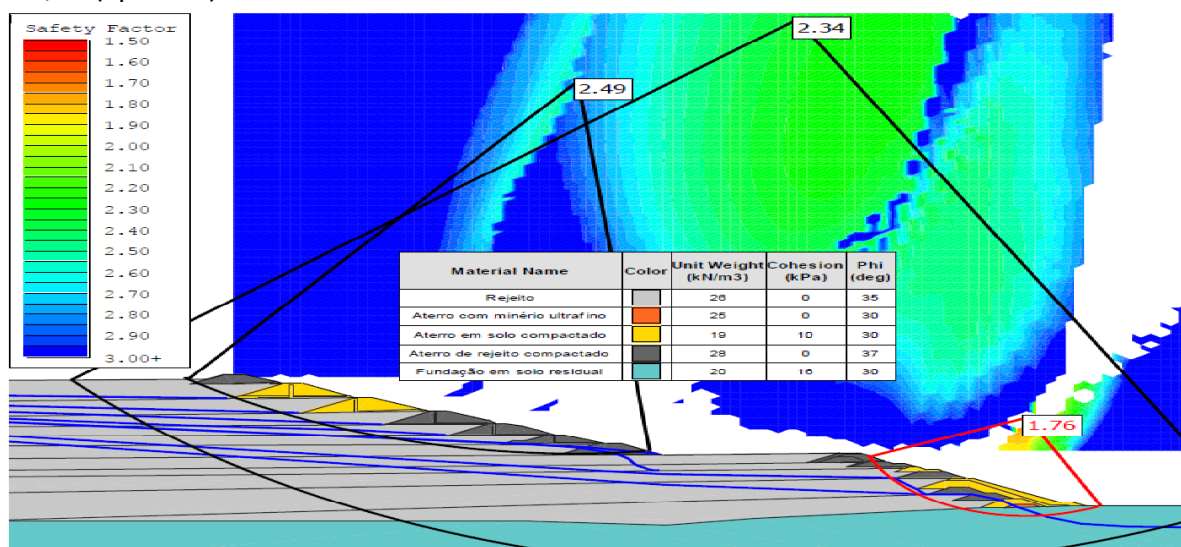 Safety Factor
1.50
1.60
1.70
1.80
1.90
2.00
2.10
2.20
2.30
2.40
2.50
2.60
2.70
2.80
2.90
3.00+
2.34
2.49
Material Name Color Unit Weight (kN/m3) Cohesion (kPa) Phi (deg)
Rejeito 26 0 35
Aterro com minério ultrafino 25 0 30
Aterro em solo compactado 19 10 30
Aterro de rejeito compactado 28 0 37
Fundação em solo residual 20 16 30
1.76